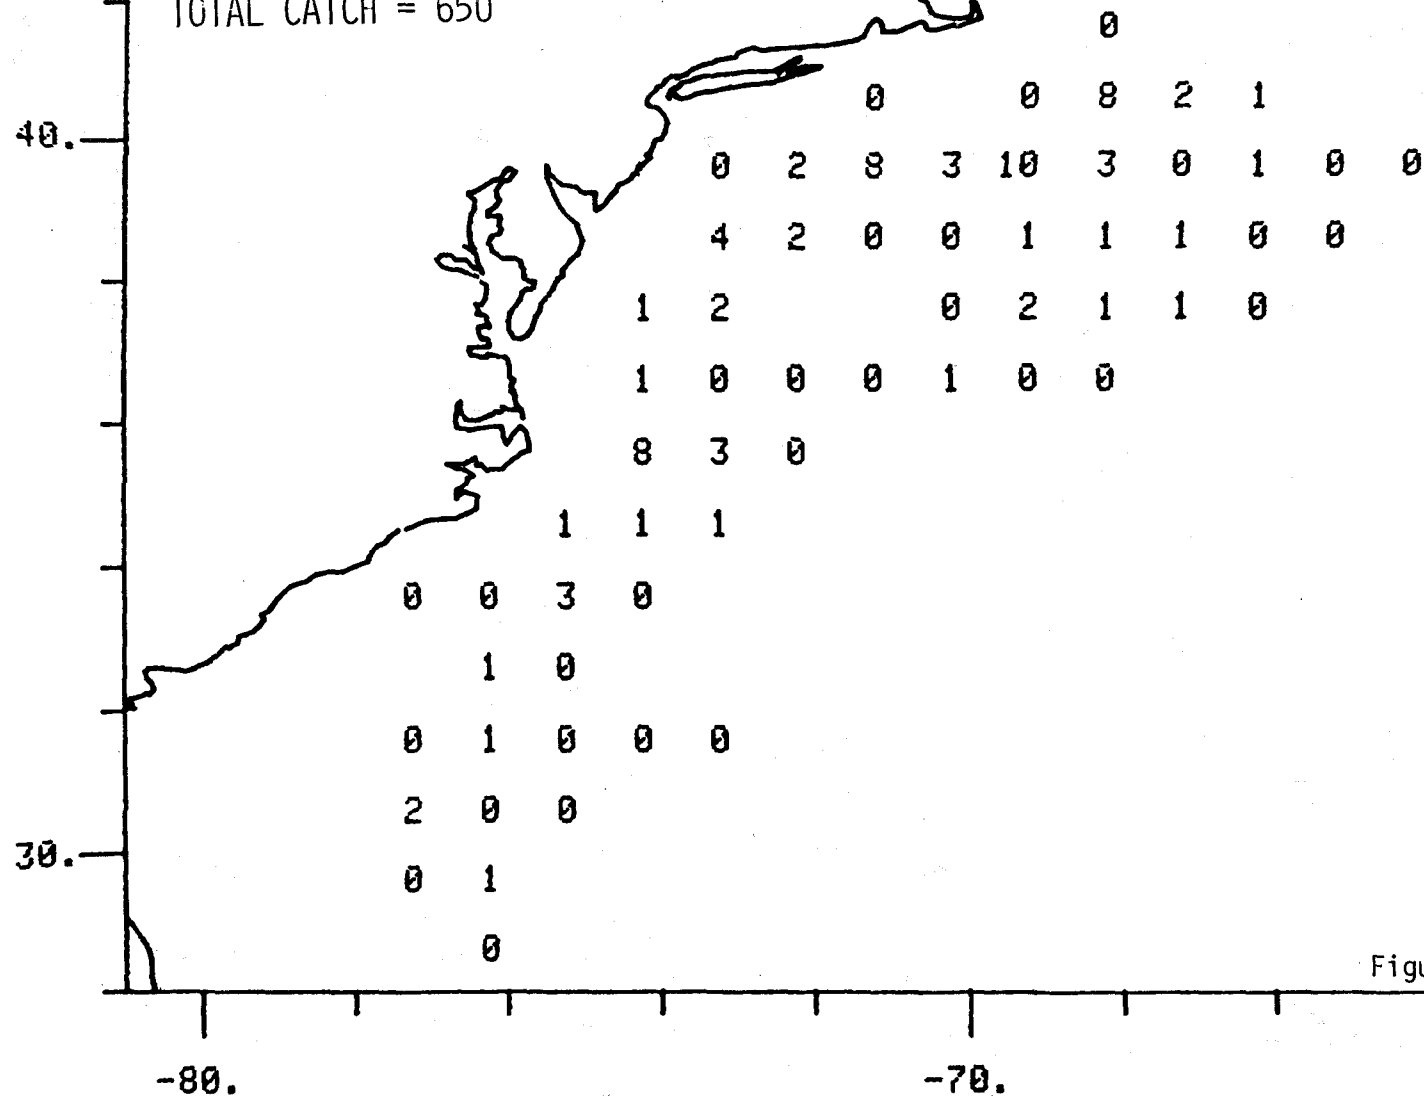 TOTAL CATCH = 650
0
0 0 8 2 1
40.
0 2 8 3 10 3 0 1 0 0
4 2 0 0 1 1 1 0 0
1 2 0 2 1 1 0
1 0 0 0 1 0 0
8 3 0
1 1 1
0 0 3 0
1 0
0 1 0 0 0
2 0 0
30.
0 1
0
Figu
-80. -70.